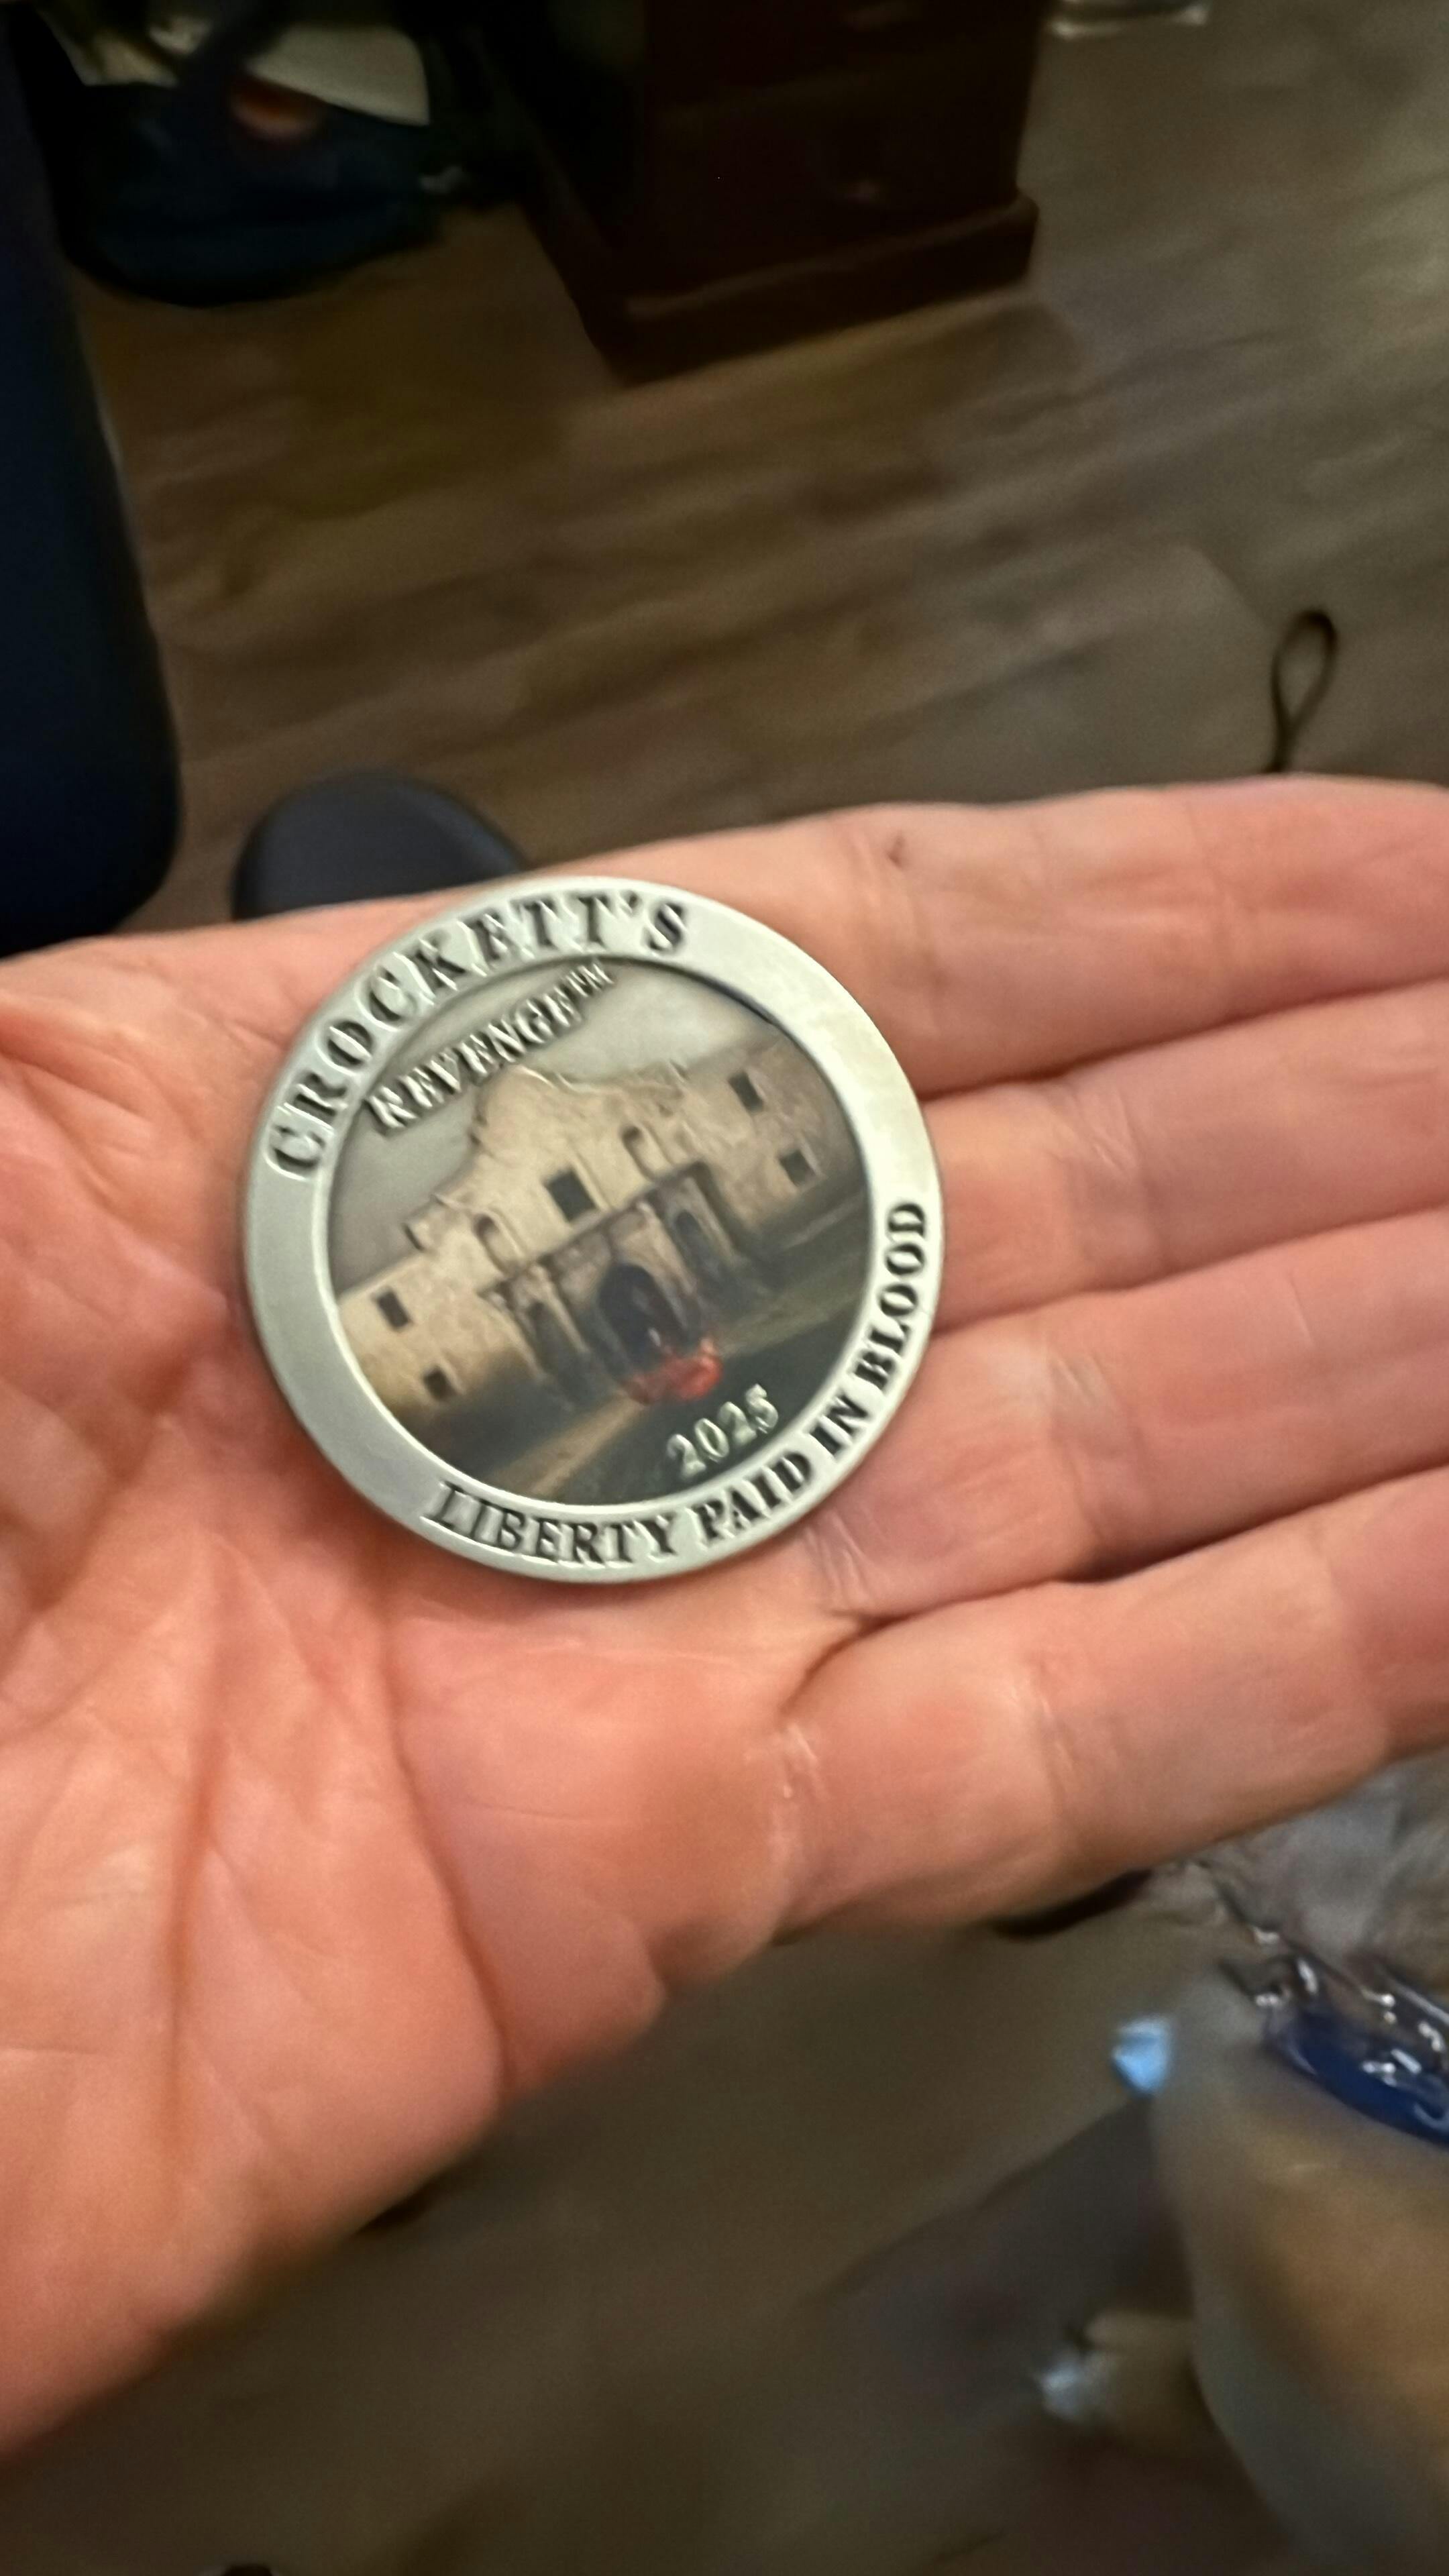 CROCKETT'S
REVENGE™
2025
LIBERTY PAID IN BLOOD